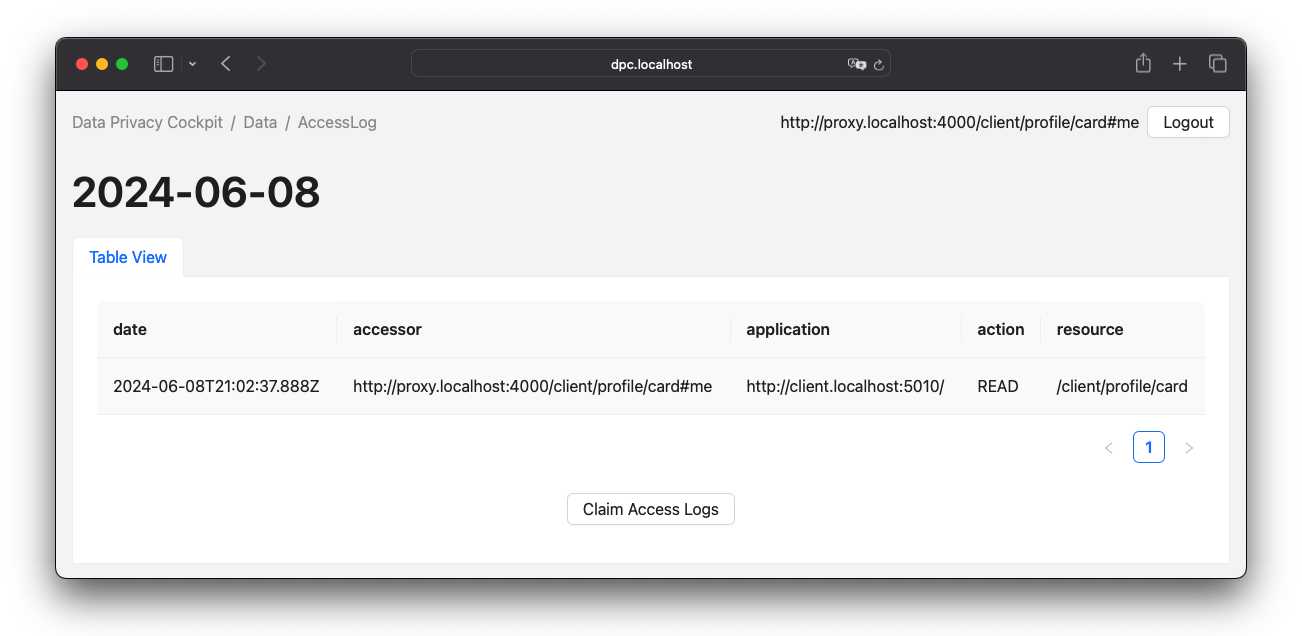 dpc.localhost
Data Privacy Cockpit / Data / AccessLog
http://proxy.localhost:4000/client/profile/card#me Logout
2024-06-08
Table View
date accessor application action resource
2024-06-08T21:02:37.888Z http://proxy.localhost:4000/client/profile/card#me http://client.localhost:5010/ READ /client/profile/card
< 1 >
Claim Access Logs